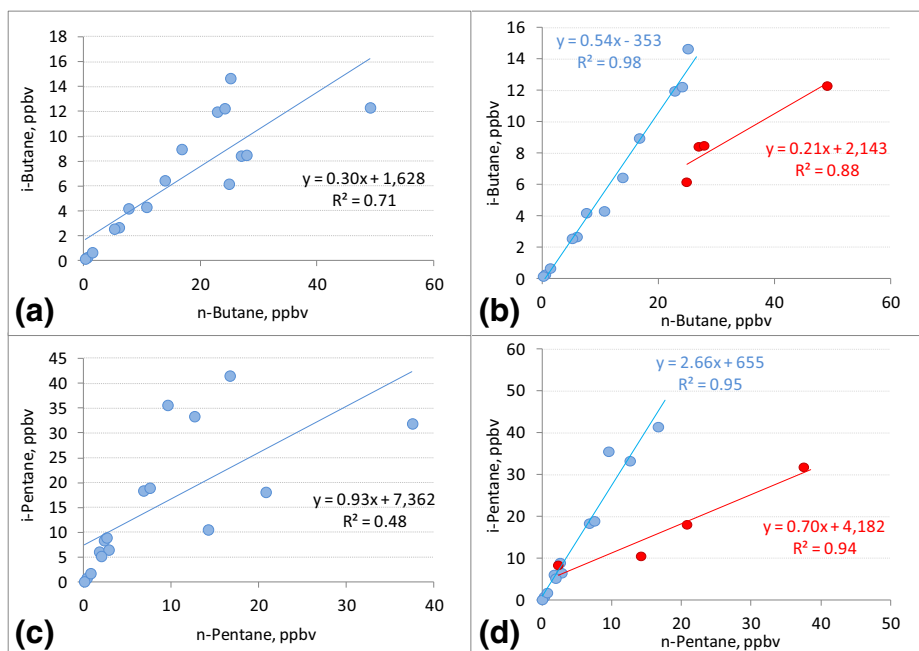 18
16
14
12
10
8
6
4
2
0
i-Butane, ppbv
y = 0.30x + 1,628
R² = 0.71
0 20 40 60
n-Butane, ppbv
(a)
16
14
12
10
8
6
4
2
0
i-Butane, ppbv
y = 0.54x - 353
R² = 0.98
y = 0.21x + 2,143
R² = 0.88
0 20 40 60
n-Butane, ppbv
(b)
45
40
35
30
25
20
15
10
5
0
i-Pentane, ppbv
y = 0.93x + 7,362
R² = 0.48
0 10 20 30 40
n-Pentane, ppbv
(c)
60
50
40
30
20
10
0
i-Pentane, ppbv
y = 2.66x + 655
R² = 0.95
y = 0.70x + 4,182
R² = 0.94
0 10 20 30 40 50
n-Pentane, ppbv
(d)